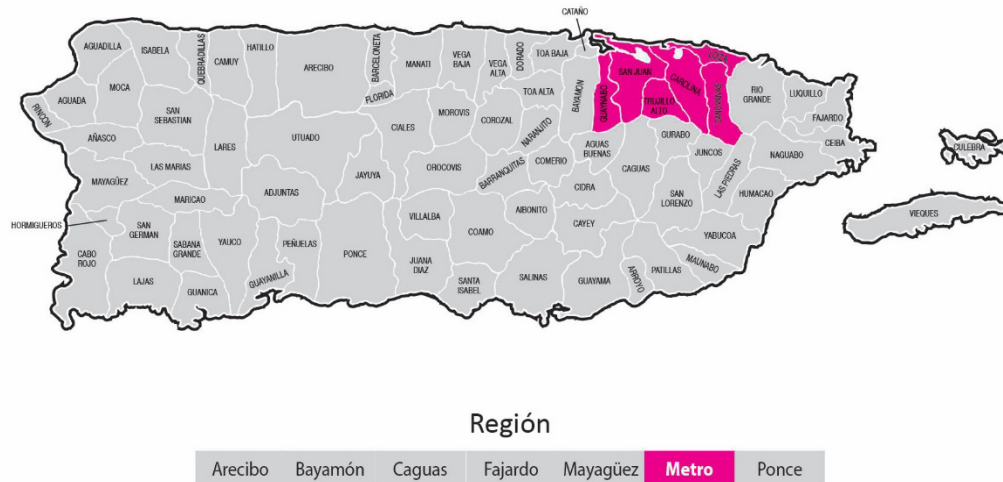 CATAÑO
AGUADILLA
ISABELA
QUEBRADILLAS
CAMUY
HATILLO
ARECIBO
BARCELONETA
MANATI
VEGA
BAJA
VEGA
ALTA
DORADO
TOA BAJA
TOA ALTA
BAYAMON
GUAYNABO
SAN JUAN
TRUJILLO
ALTO
CAROLINA
LOIZA
CANOVANAS
RIO
GRANDE
LUQUILLO
FAJARDO
CEIBA
CULEBRA
VIEQUES
AGUADA
MOCA
RINCON
AÑASCO
SAN
SEBASTIAN
LARES
UTUADO
FLORIDA
CIALES
MOROVIS
COROZAL
NARANJITO
OROCOVIS
BARRANQUITAS
COMERIO
AGUAS
BUENAS
GURABO
CAGUAS
JUNCOS
LAS PIEDRAS
NAGUABO
HUMACAO
MAYAGÜEZ
LAS MARIAS
MARICAO
ADJUNTAS
JAYUYA
VILLALBA
AIBONITO
CIDRA
CAYEY
SAN
LORENZO
YABUCOA
MAUNABO
HORMIGUEROS
CABO
ROJO
SAN
GERMAN
SABANA
GRANDE
LAJAS
GUANICA
YAUCO
GUAYANILLA
PEÑUELAS
PONCE
JUANA
DIAZ
COAMO
SANTA
ISABEL
SALINAS
GUAYAMA
ARROYO
PATILLAS
Región
Arecibo Bayamón Caguas Fajardo Mayagüez Metro Ponce